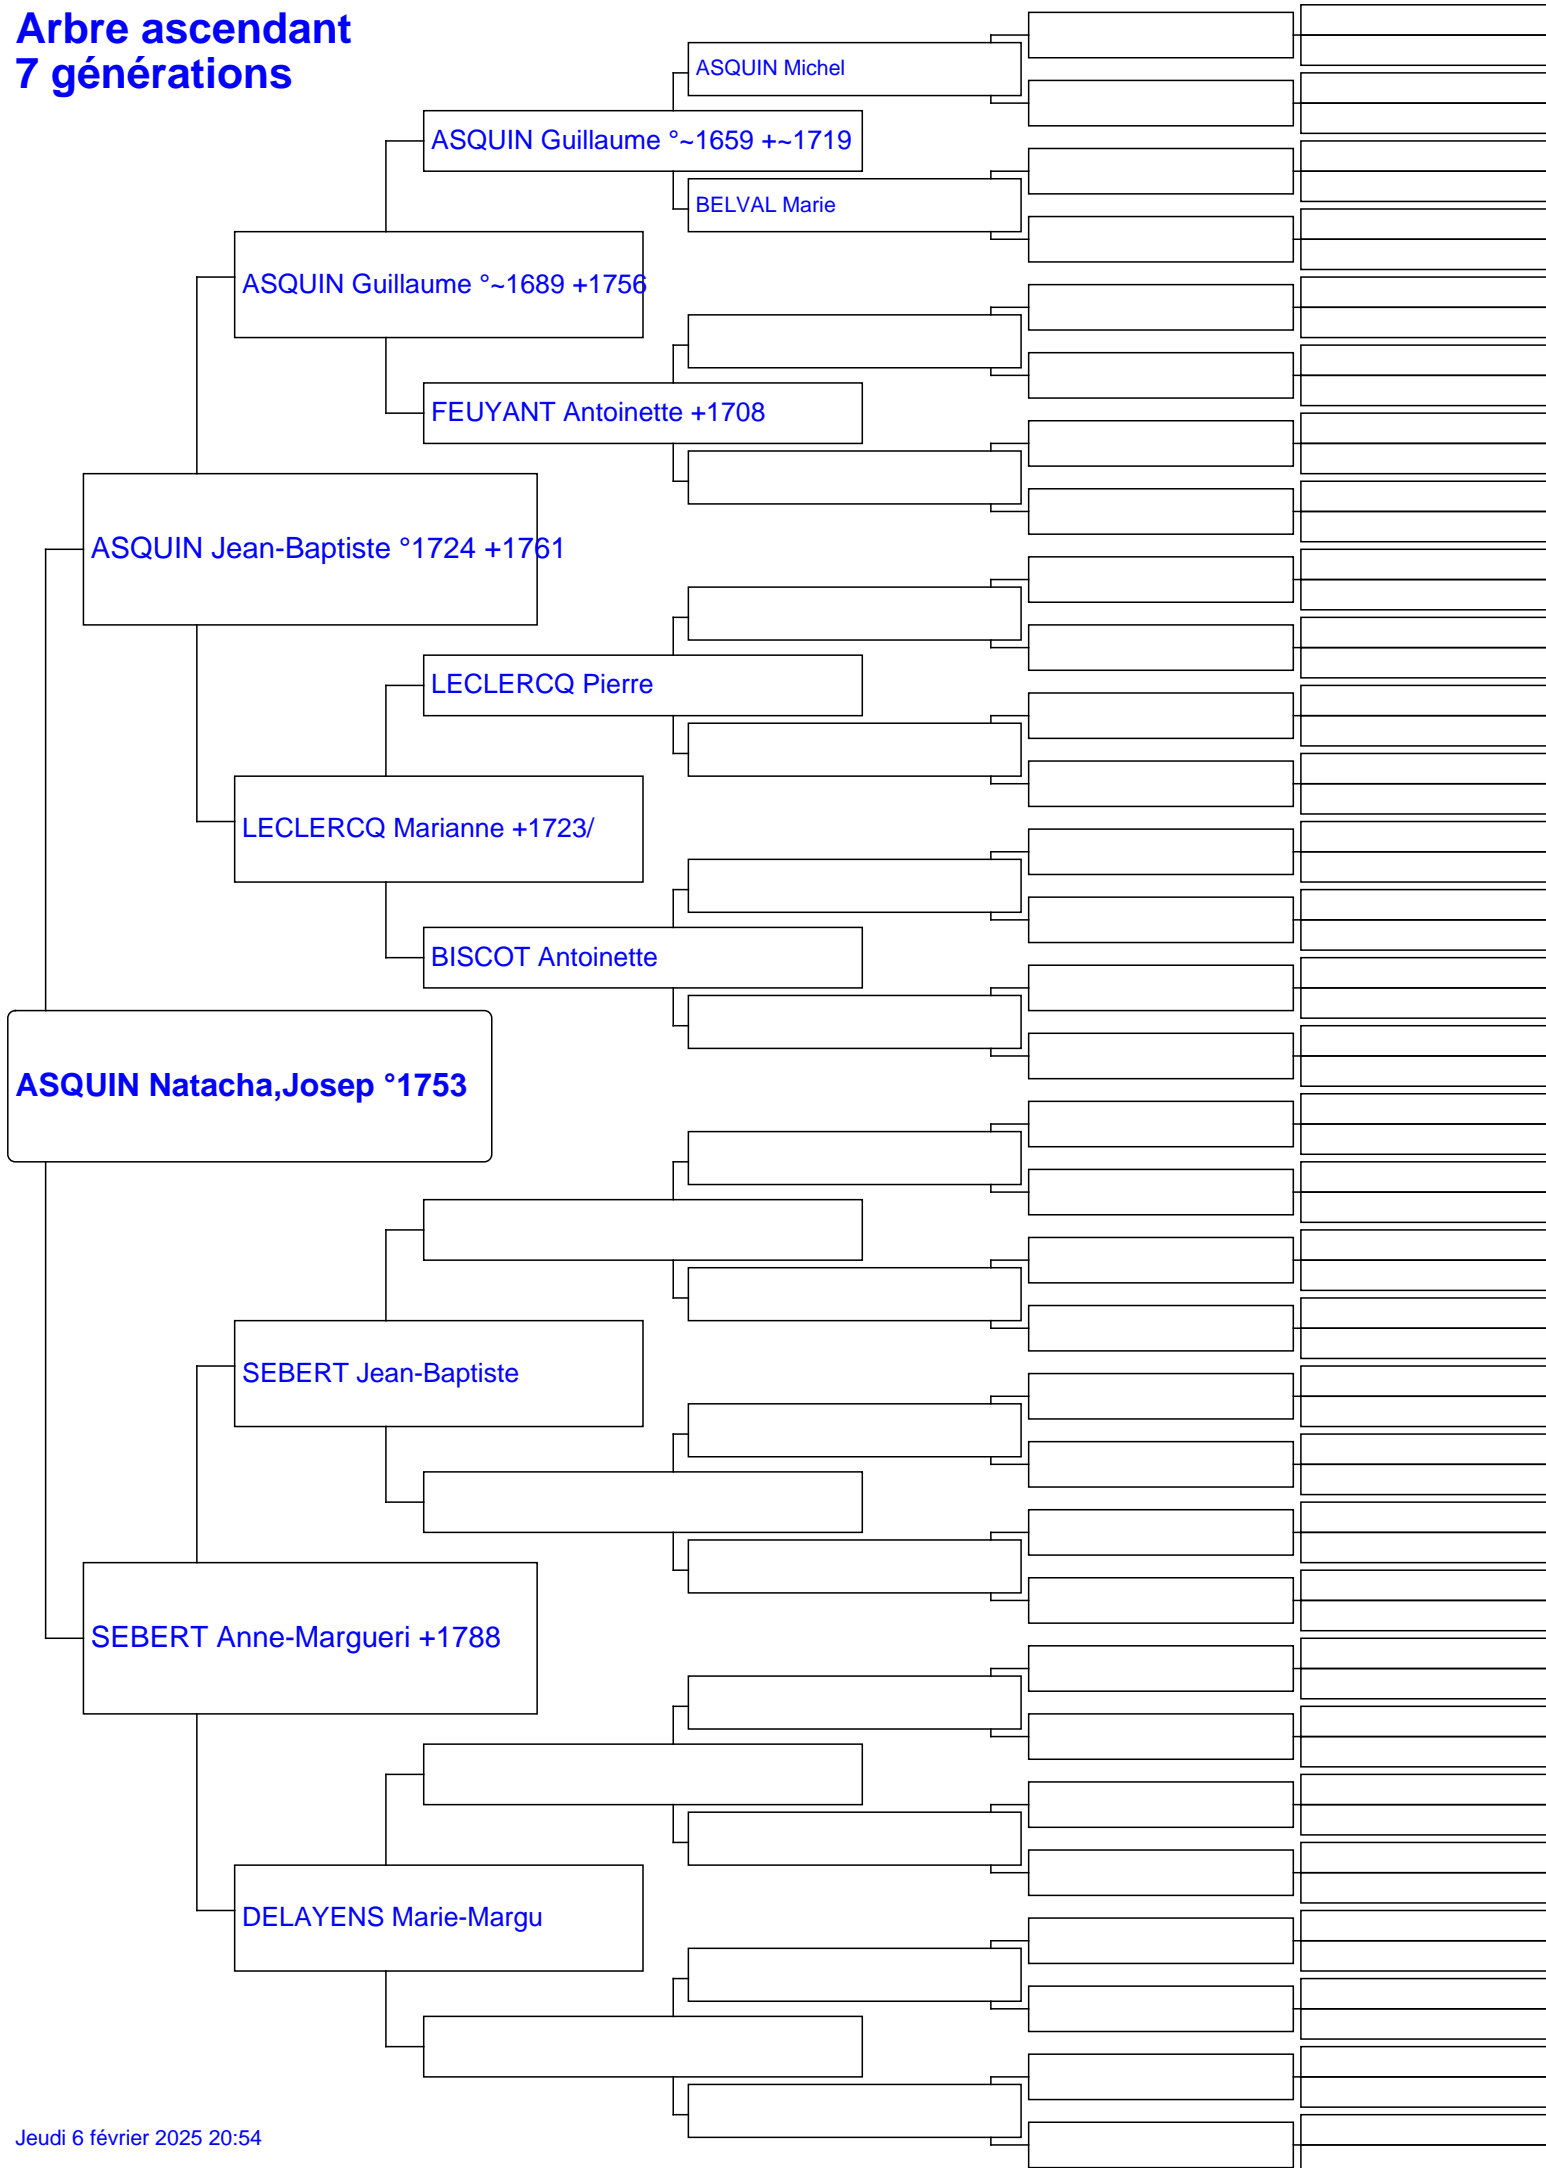 Arbre ascendant
7 générations
ASQUIN Michel
ASQUIN Guillaume °~1659 +~1719
BELVAL Marie
ASQUIN Guillaume °~1689 +1756
FEUYANT Antoinette +1708
ASQUIN Jean-Baptiste °1724 +1761
LECLERCQ Pierre
LECLERCQ Marianne +1723/
BISCOT Antoinette
ASQUIN Natacha,Josep °1753
SEBERT Jean-Baptiste
SEBERT Anne-Margueri +1788
DELAYENS Marie-Margu
Jeudi 6 février 2025 20:54